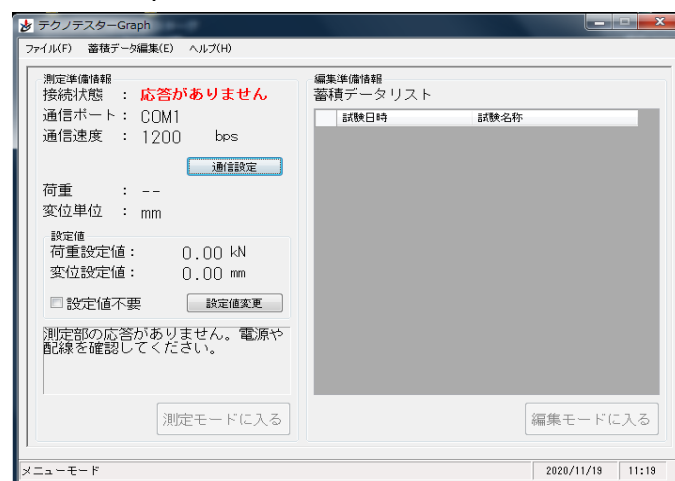 テクノテスターGraph
ファイル(F) 蓄積データ編集(E) ヘルプ(H)
測定準備情報
接続状態 : 応答がありません
通信ポート : COM1
通信速度 : 1200 bps
通信設定
荷重 : --
変位単位 : mm
設定値
荷重設定値 : 0.00 kN
変位設定値 : 0.00 mm
設定値不要
設定値変更
測定部の応答がありません。電源や
配線を確認してください。
測定モードに入る
編集準備情報
蓄積データリスト
試験日時 試験名称
編集モードに入る
メニューモード
2020/11/19 11:19